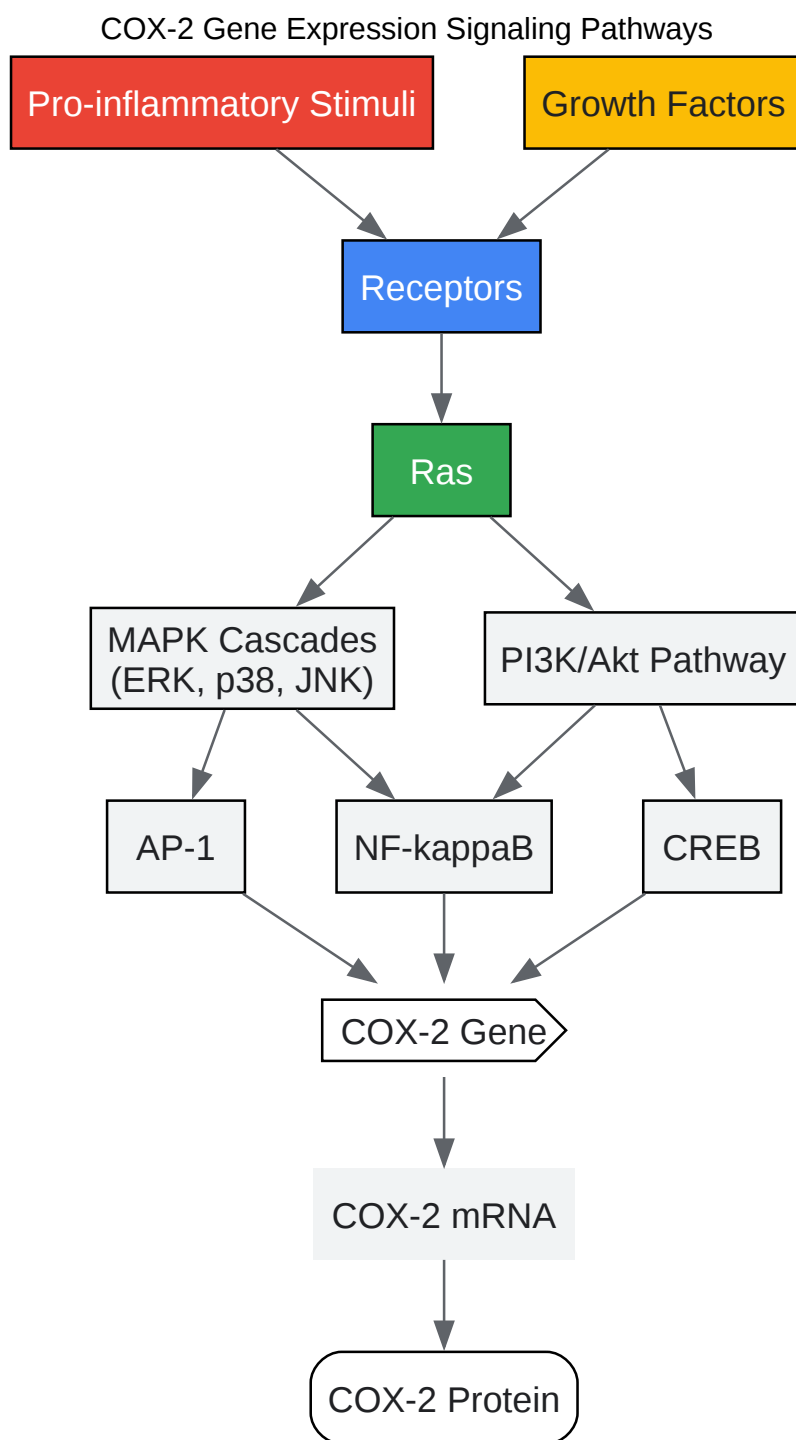 COX-2 Gene Expression Signaling Pathways
Pro-inflammatory Stimuli
Growth Factors
Receptors
Ras
MAPK Cascades
(ERK, p38, JNK)
PI3K/Akt Pathway
AP-1
NF-kappaB
CREB
COX-2 Gene
COX-2 mRNA
COX-2 Protein